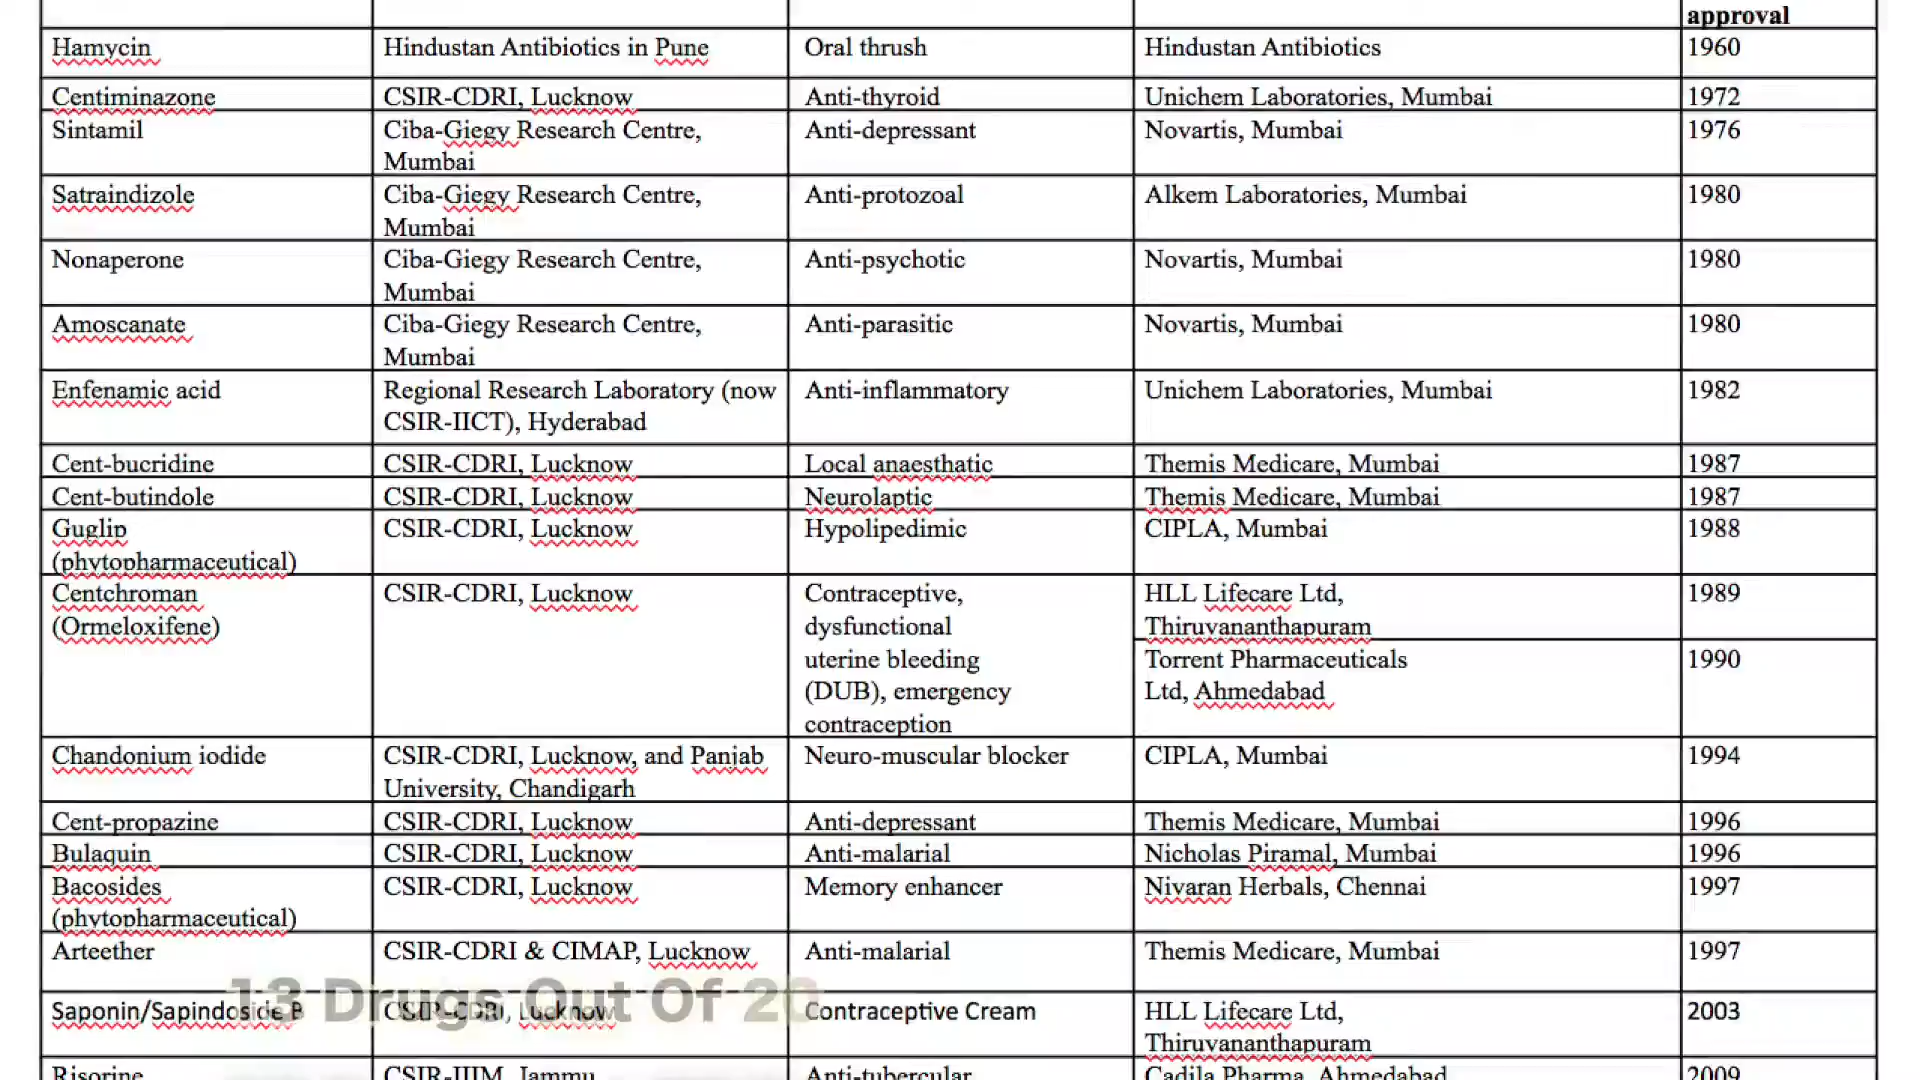 approval
Hamycin Hindustan Antibiotics in Pune Oral thrush Hindustan Antibiotics 1960
Centiminazone CSIR-CDRI, Lucknow Anti-thyroid Unichem Laboratories, Mumbai 1972
Sintamil Ciba-Giegy Research Centre, Anti-depressant Novartis, Mumbai 1976
Mumbai
Satraindizole Ciba-Giegy Research Centre, Anti-protozoal Alkem Laboratories, Mumbai 1980
Mumbai
Nonaperone Ciba-Giegy Research Centre, Anti-psychotic Novartis, Mumbai 1980
Mumbai
Amoscanate Ciba-Giegy Research Centre, Anti-parasitic Novartis, Mumbai 1980
Mumbai
Enfenamic acid Regional Research Laboratory (now Anti-inflammatory Unichem Laboratories, Mumbai 1982
CSIR-IICT), Hyderabad
Cent-bucridine CSIR-CDRI, Lucknow Local anaesthatic Themis Medicare, Mumbai 1987
Cent-butindole CSIR-CDRI, Lucknow Neurolaptic Themis Medicare, Mumbai 1987
Guglip CSIR-CDRI, Lucknow Hypolipedimic CIPLA, Mumbai 1988
(phytopharmaceutical)
Centchroman CSIR-CDRI, Lucknow Contraceptive, HLL Lifecare Ltd, 1989
(Ormeloxifene) dysfunctional Thiruvananthapuram
uterine bleeding Torrent Pharmaceuticals 1990
(DUB), emergency Ltd, Ahmedabad
contraception
Chandonium iodide CSIR-CDRI, Lucknow, and Panjab Neuro-muscular blocker CIPLA, Mumbai 1994
University, Chandigarh
Cent-propazine CSIR-CDRI, Lucknow Anti-depressant Themis Medicare, Mumbai 1996
Bulaquin CSIR-CDRI, Lucknow Anti-malarial Nicholas Piramal, Mumbai 1996
Bacosides CSIR-CDRI, Lucknow Memory enhancer Nivaran Herbals, Chennai 1997
(phytopharmaceutical)
Arteether CSIR-CDRI & CIMAP, Lucknow Anti-malarial Themis Medicare, Mumbai 1997
13 Drugs Out Of 20
Saponin/Sapindoside B CSIR-CDRI, Lucknow Contraceptive Cream HLL Lifecare Ltd, 2003
Thiruvananthapuram
Risorine CSIR-IIIM, Jammu Anti-tubercular Cadila Pharma, Ahmedabad 2009